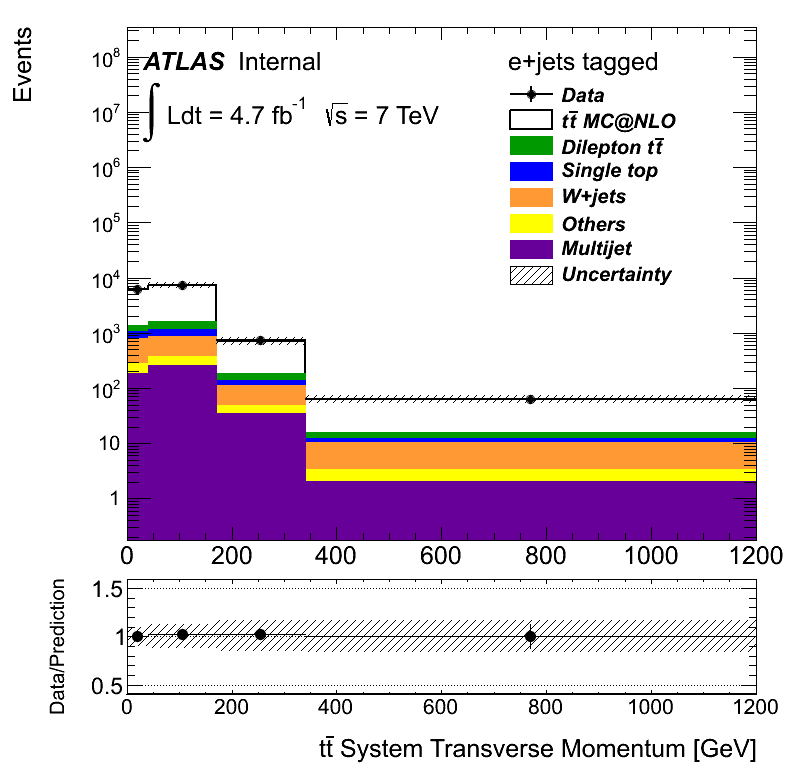 Events
ATLAS Internal
∫ Ldt = 4.7 fb⁻¹ √s = 7 TeV
e+jets tagged
Data
tt̄ MC@NLO
Dilepton tt̄
Single top
W+jets
Others
Multijet
Uncertainty
10⁸
10⁷
10⁶
10⁵
10⁴
10³
10²
10
1
0 200 400 600 800 1000 1200
Data/Prediction
1.5
1
0.5
0 200 400 600 800 1000 1200
tt̄ System Transverse Momentum [GeV]